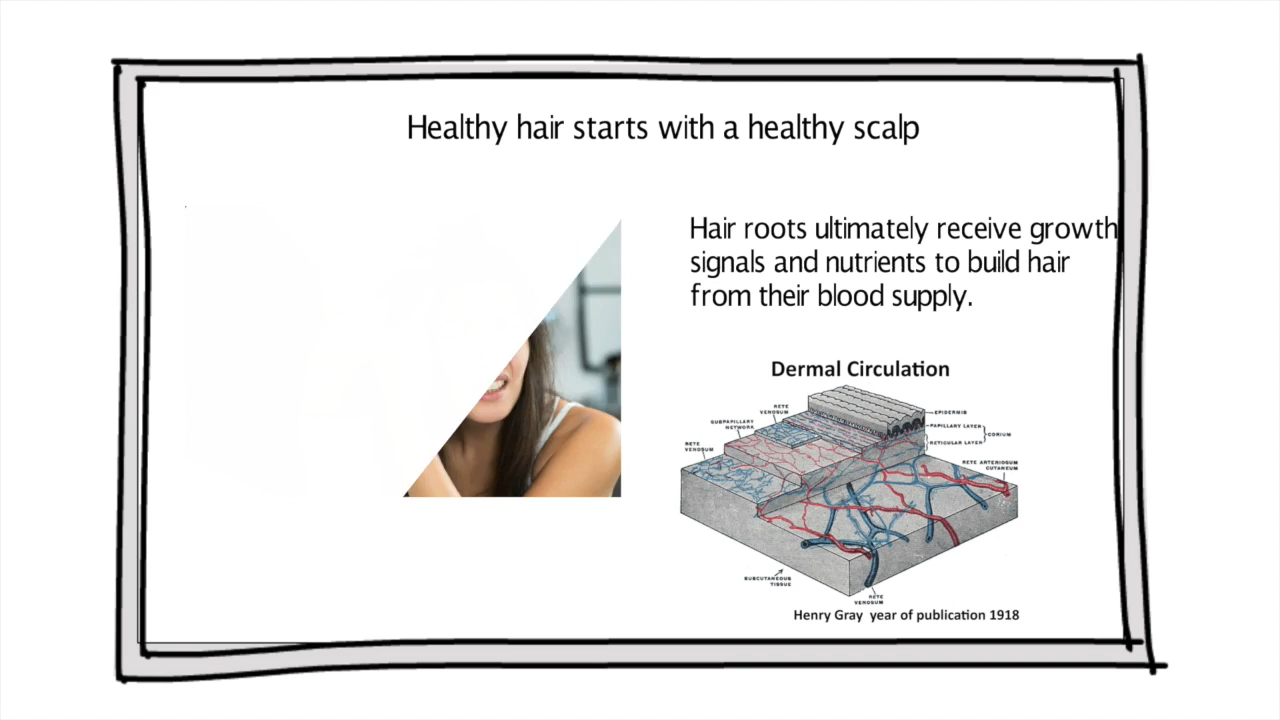 Healthy hair starts with a healthy scalp
Hair roots ultimately receive growth
signals and nutrients to build hair
from their blood supply.
Dermal Circulation
RETE
VENOSUM
EPIDERMIS
SUBPAPILLARY
NETWORK
PAPILLARY LAYER
CORIUM
RETICULAR LAYER
RETE
VENOSUM
RETE ARTERIOSUM
CUTANEUM
SUBCUTANEOUS
TISSUE
RETE
VENOSUM
Henry Gray year of publication 1918